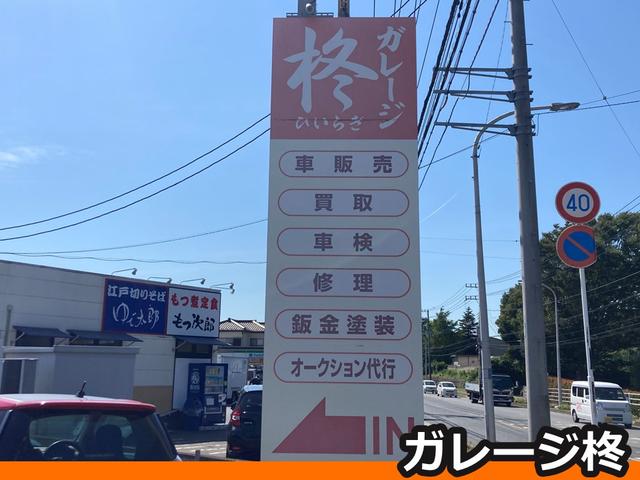 ガレージ
柊
ひいらぎ
車販売
買取
車検
修理
鈑金塗装
オークション代行
IN
江戸切りそば
ゆで太郎
もつ煮定食
もつ次郎
40
ガレージ柊